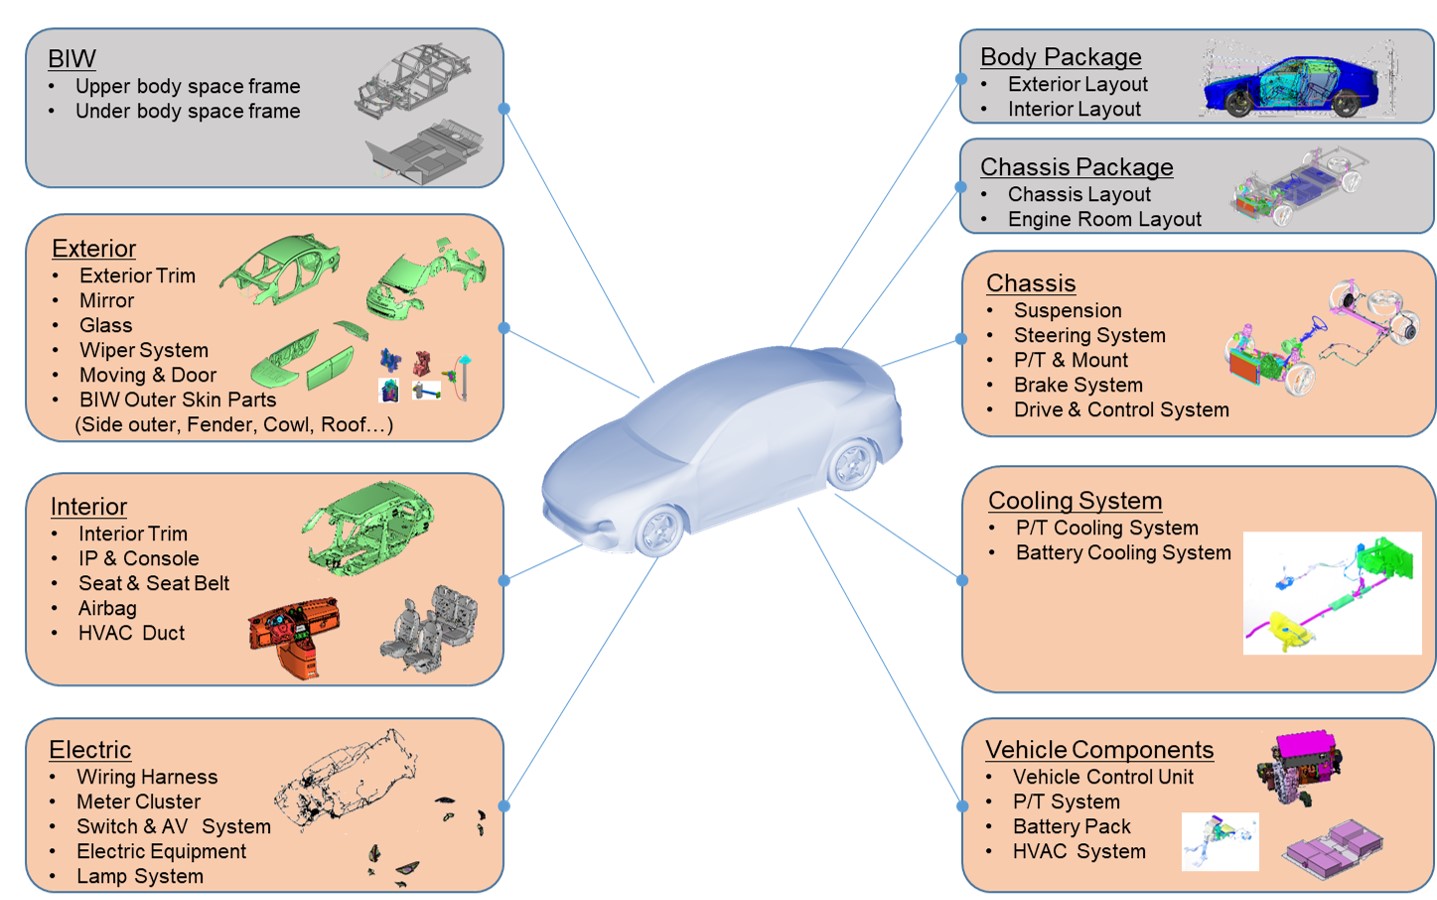 BIW
• Upper body space frame
• Under body space frame
Exterior
• Exterior Trim
• Mirror
• Glass
• Wiper System
• Moving & Door
• BIW Outer Skin Parts
(Side outer, Fender, Cowl, Roof…)
Interior
• Interior Trim
• IP & Console
• Seat & Seat Belt
• Airbag
• HVAC Duct
Electric
• Wiring Harness
• Meter Cluster
• Switch & AV System
• Electric Equipment
• Lamp System
Body Package
• Exterior Layout
• Interior Layout
Chassis Package
• Chassis Layout
• Engine Room Layout
Chassis
• Suspension
• Steering System
• P/T & Mount
• Brake System
• Drive & Control System
Cooling System
• P/T Cooling System
• Battery Cooling System
Vehicle Components
• Vehicle Control Unit
• P/T System
• Battery Pack
• HVAC System